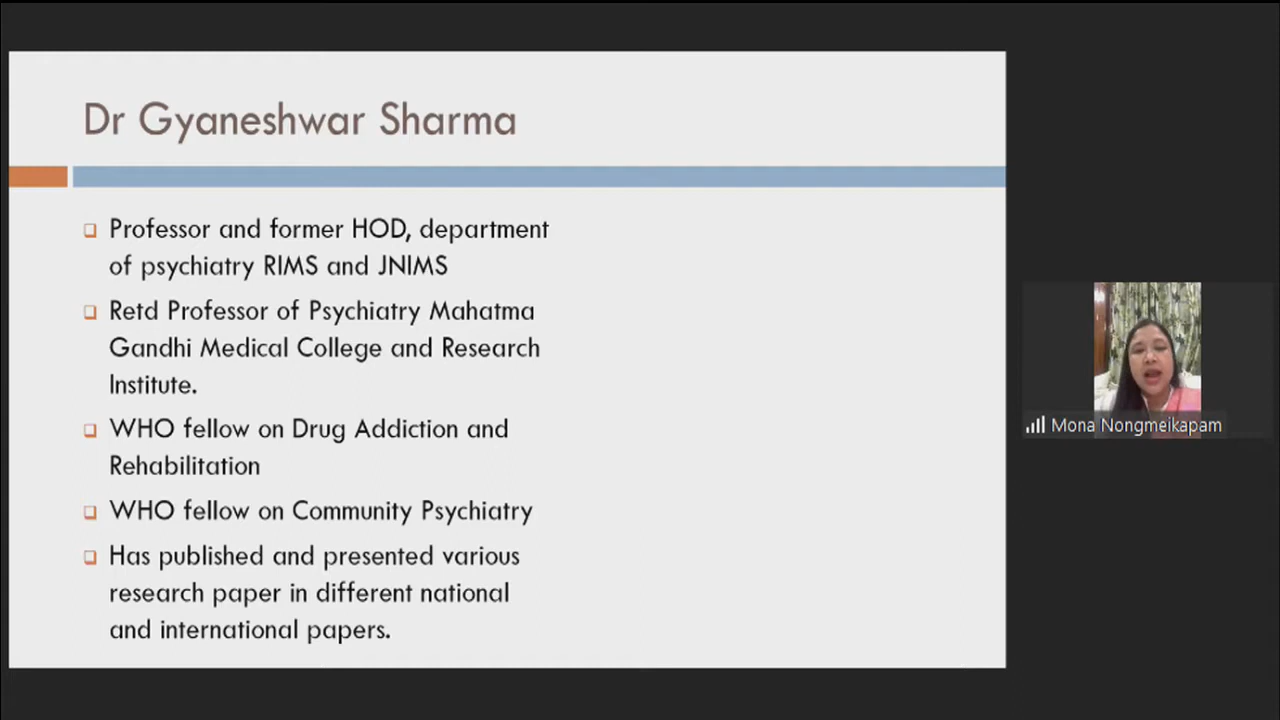 Dr Gyaneshwar Sharma
Professor and former HOD, department
of psychiatry RIMS and JNIMS
Retd Professor of Psychiatry Mahatma
Gandhi Medical College and Research
Institute.
WHO fellow on Drug Addiction and
Rehabilitation
WHO fellow on Community Psychiatry
Has published and presented various
research paper in different national
and international papers.
Mona Nongmeikapam